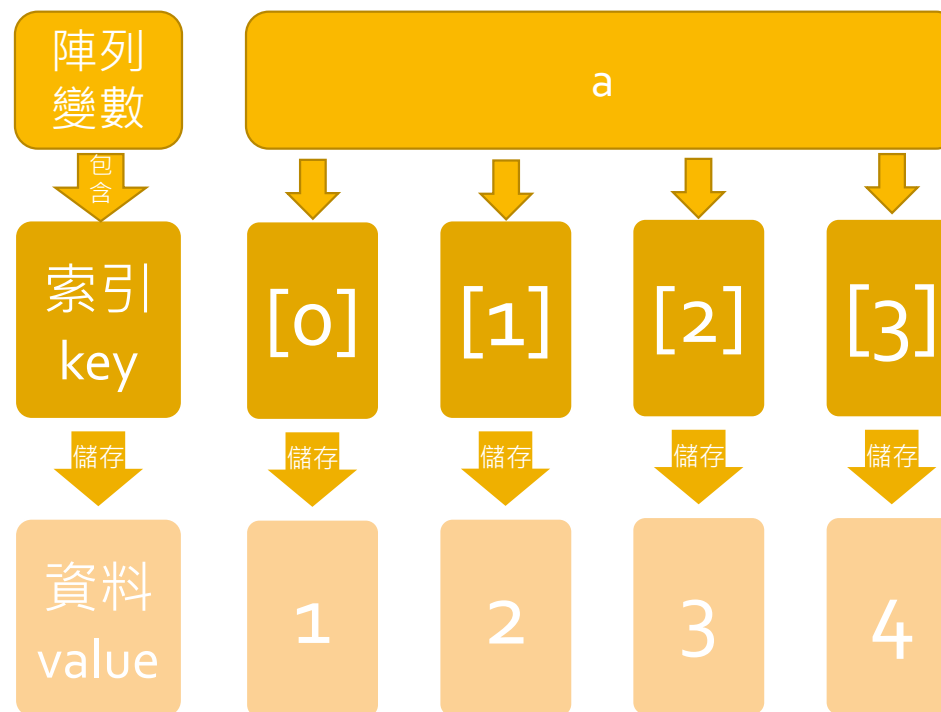 陣列
變數
a
包
含
索引
key
[0]
[1]
[2]
[3]
儲存
儲存
儲存
儲存
儲存
資料
value
1
2
3
4